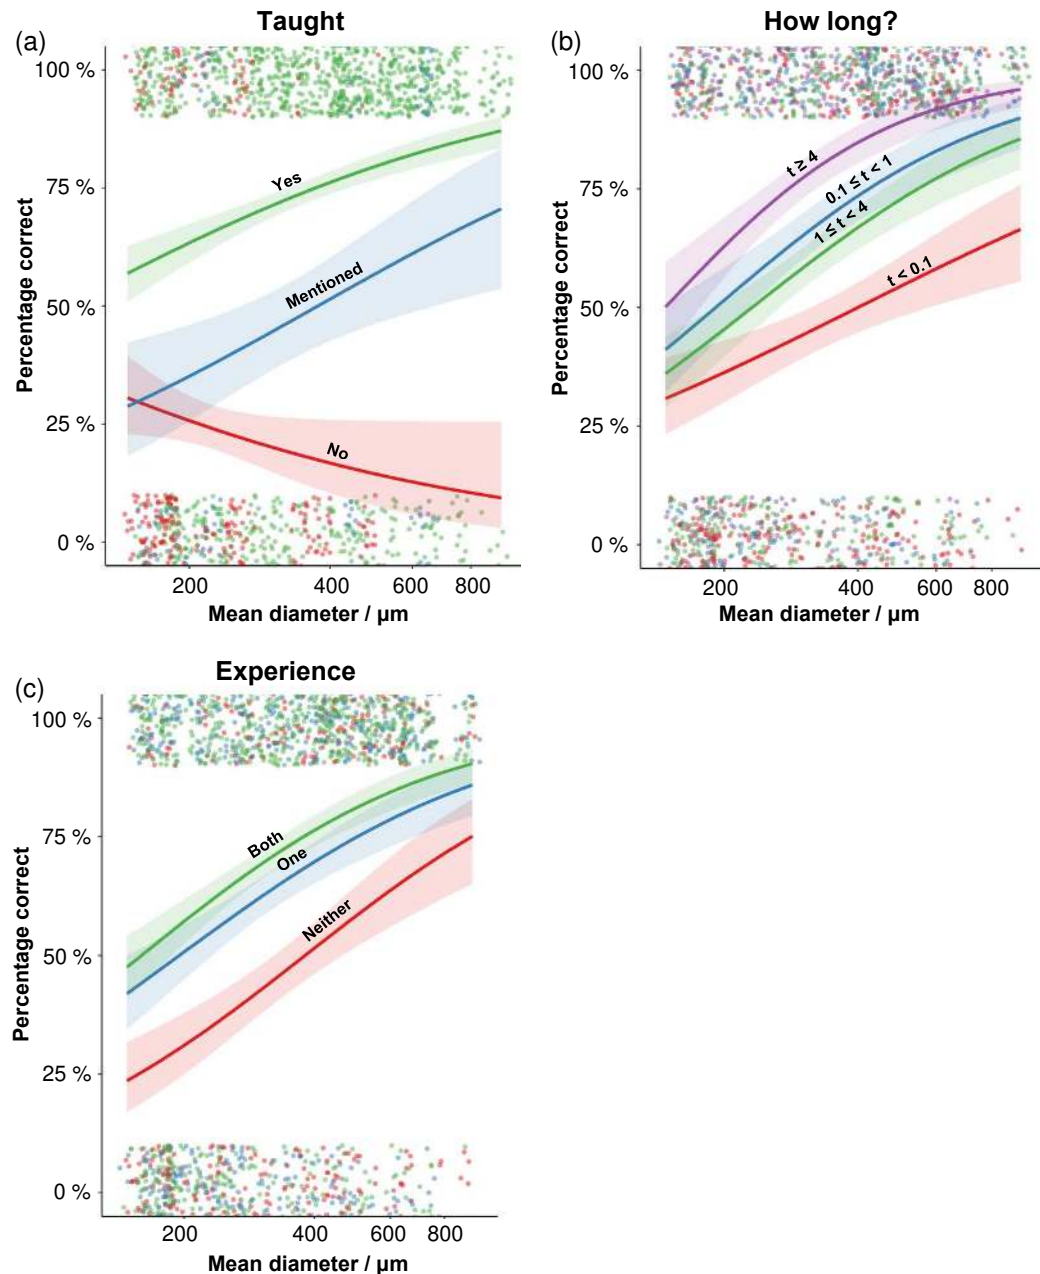 Taught
(a)
100 %
75 %
50 %
25 %
0 %
Percentage correct
Yes
Mentioned
No
200
400
600
800
Mean diameter / μm
How long?
(b)
100 %
75 %
50 %
25 %
0 %
Percentage correct
t ≥ 4
0.1 ≤ t < 1
1 ≤ t < 4
t < 0.1
200
400
600
800
Mean diameter / μm
Experience
(c)
100 %
75 %
50 %
25 %
0 %
Percentage correct
Both
One
Neither
200
400
600
800
Mean diameter / μm